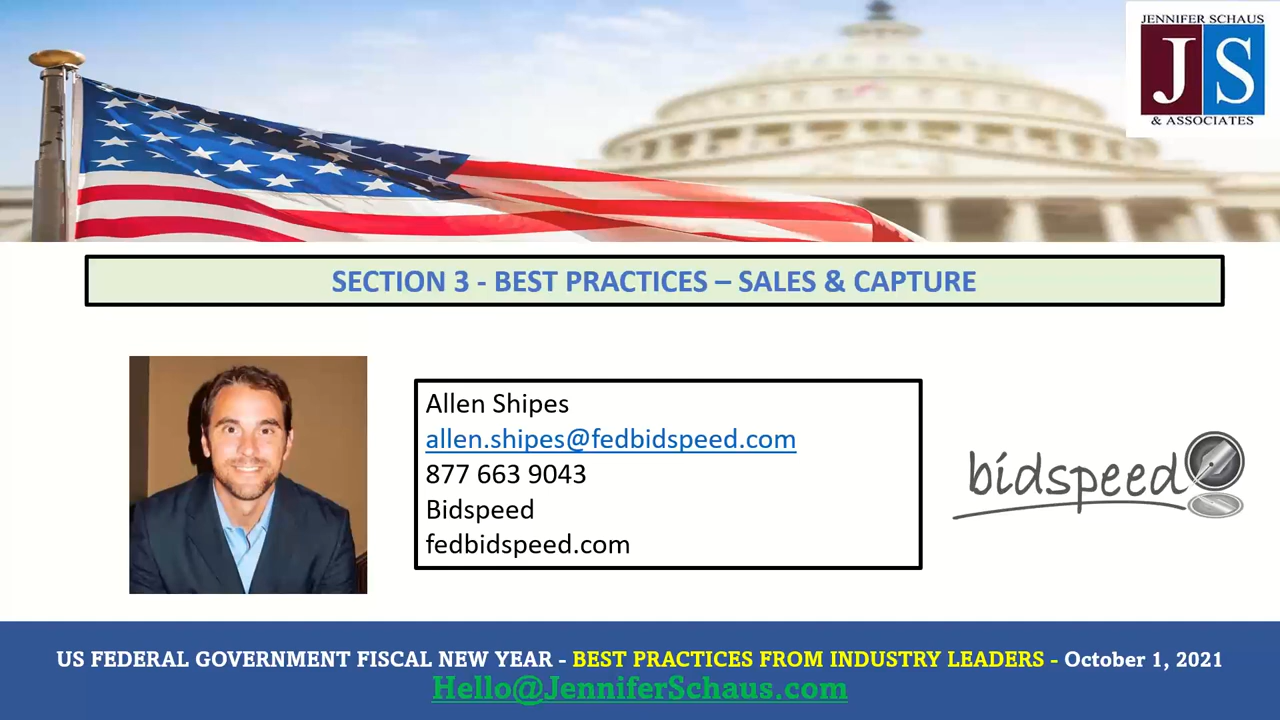 JENNIFER SCHAUS
JS
& ASSOCIATES
SECTION 3 - BEST PRACTICES – SALES & CAPTURE
Allen Shipes
allen.shipes@fedbidspeed.com
877 663 9043
Bidspeed
fedbidspeed.com
bidspeed
US FEDERAL GOVERNMENT FISCAL NEW YEAR - BEST PRACTICES FROM INDUSTRY LEADERS - October 1, 2021
Hello@JenniferSchaus.com